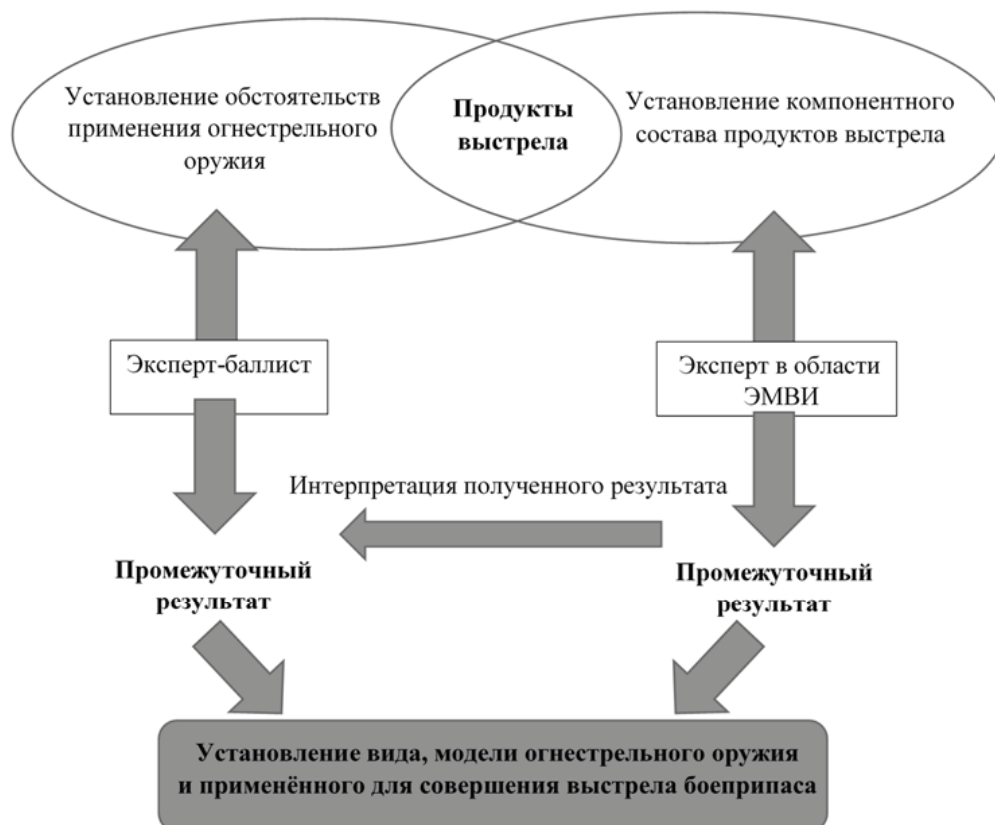 Установление обстоятельств
применения огнестрельного
оружия
Продукты
выстрела
Установление компонентного
состава продуктов выстрела
Эксперт-баллист
Эксперт в области
ЭМВИ
Интерпретация полученного результата
Промежуточный
результат
Промежуточный
результат
Установление вида, модели огнестрельного оружия
и применённого для совершения выстрела боеприпаса